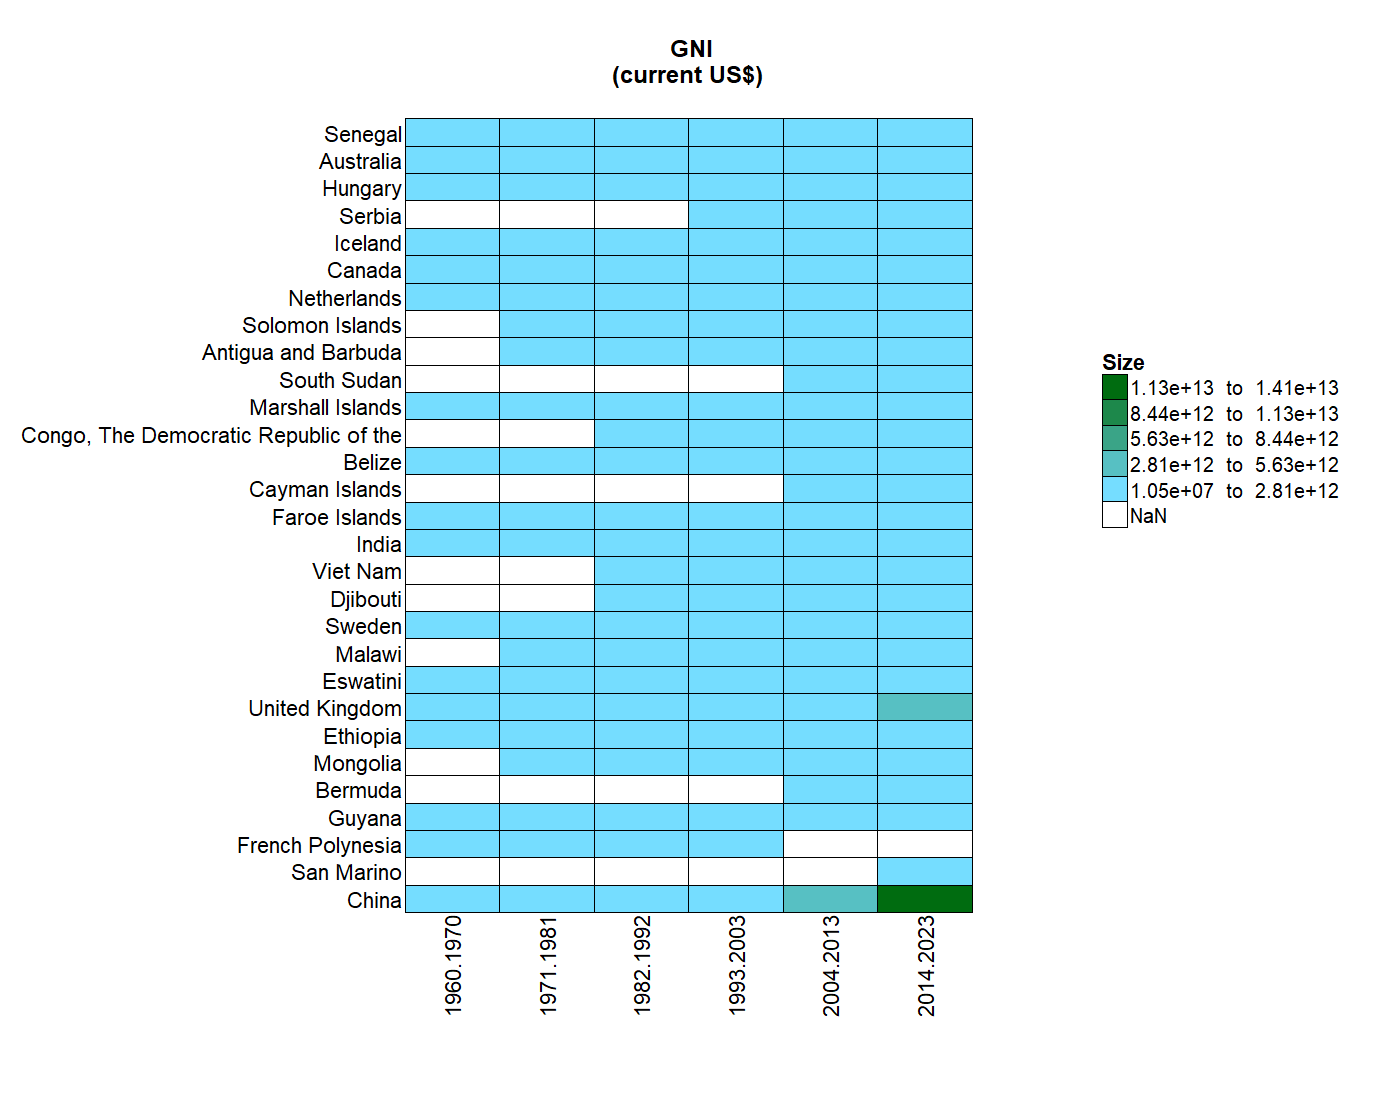 GNI
(current US$)
Senegal
Australia
Hungary
Serbia
Iceland
Canada
Netherlands
Solomon Islands
Antigua and Barbuda
South Sudan
Marshall Islands
Congo, The Democratic Republic of the
Belize
Cayman Islands
Faroe Islands
India
Viet Nam
Djibouti
Sweden
Malawi
Eswatini
United Kingdom
Ethiopia
Mongolia
Bermuda
Guyana
French Polynesia
San Marino
China
1960.1970
1971.1981
1982.1992
1993.2003
2004.2013
2014.2023
Size
1.13e+13 to 1.41e+13
8.44e+12 to 1.13e+13
5.63e+12 to 8.44e+12
2.81e+12 to 5.63e+12
1.05e+07 to 2.81e+12
NaN